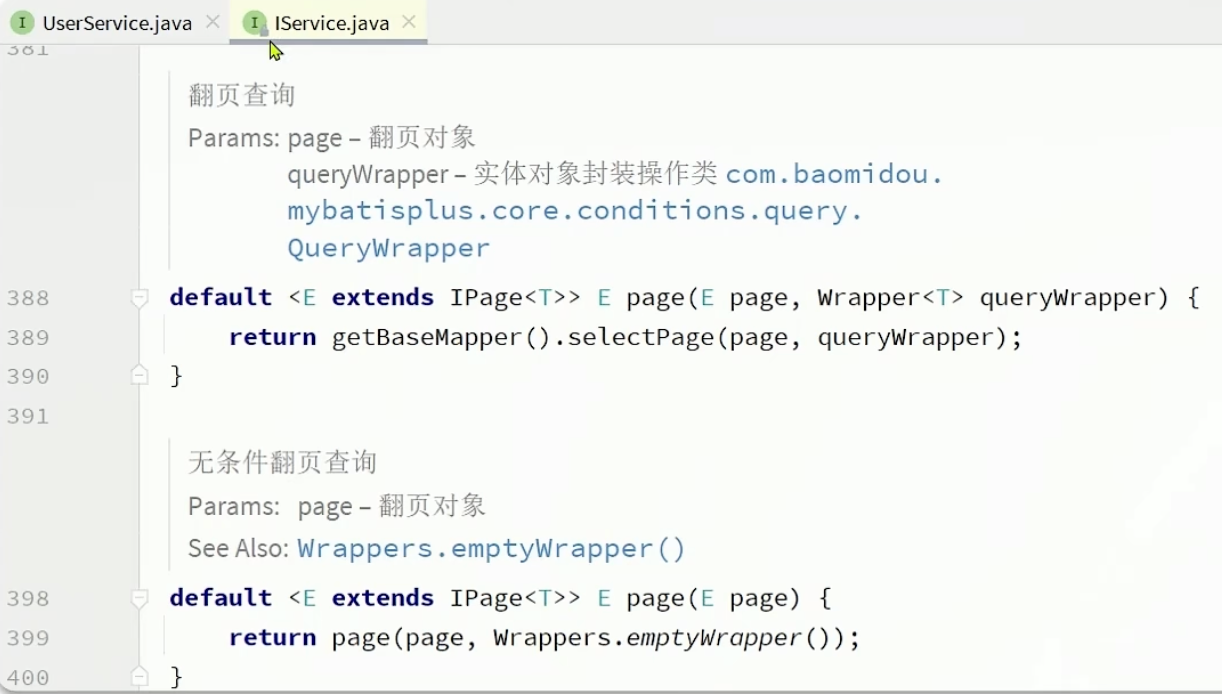 UserService.java
IService.java
381
翻页查询
Params: page – 翻页对象
queryWrapper – 实体对象封装操作类 com.baomidou.
mybatisplus.core.conditions.query.
QueryWrapper
388 default <E extends IPage<T>> E page(E page, Wrapper<T> queryWrapper) {
389 return getBaseMapper().selectPage(page, queryWrapper);
390 }
391
无条件翻页查询
Params: page – 翻页对象
See Also: Wrappers.emptyWrapper()
398 default <E extends IPage<T>> E page(E page) {
399 return page(page, Wrappers.emptyWrapper());
400 }